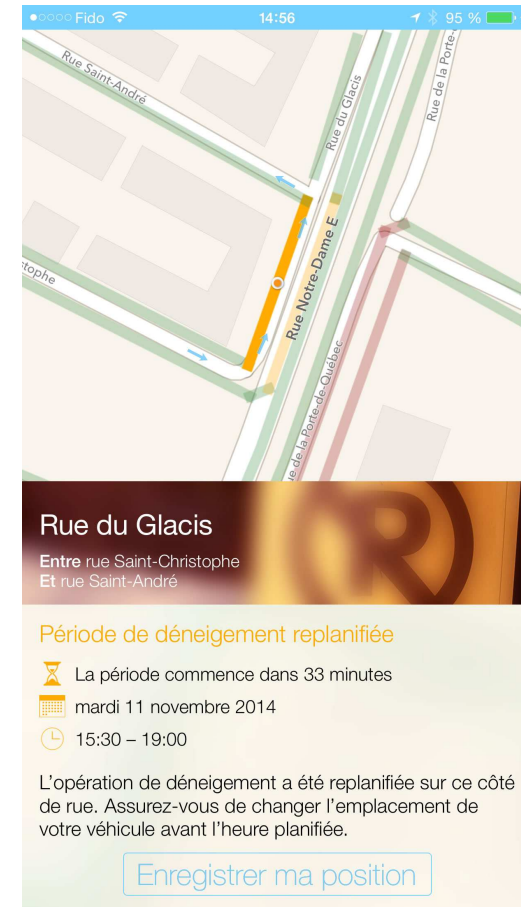 Fido 14:56 95 %
Rue Saint-André
Rue du Glacis
Rue de la Porte-
stophe
Rue Notre-Dame E
e de la Porte-de-Québec
R
Rue du Glacis
Entre rue Saint-Christophe
Et rue Saint-André
Période de déneigement replanifiée
La période commence dans 33 minutes
mardi 11 novembre 2014
15:30 – 19:00
L’opération de déneigement a été replanifiée sur ce côté
de rue. Assurez-vous de changer l’emplacement de
votre véhicule avant l’heure planifiée.
Enregistrer ma position